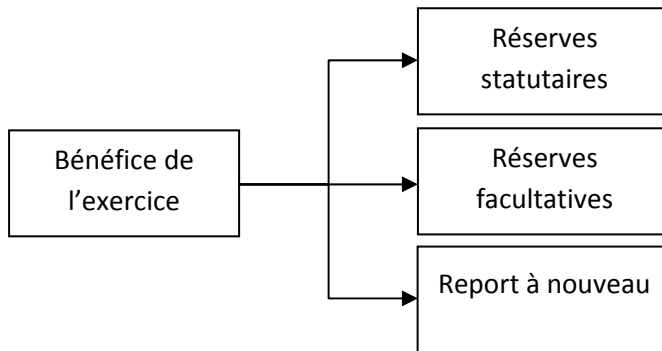 Bénéfice de
l’exercice
Réserves
statutaires
Réserves
facultatives
Report à nouveau